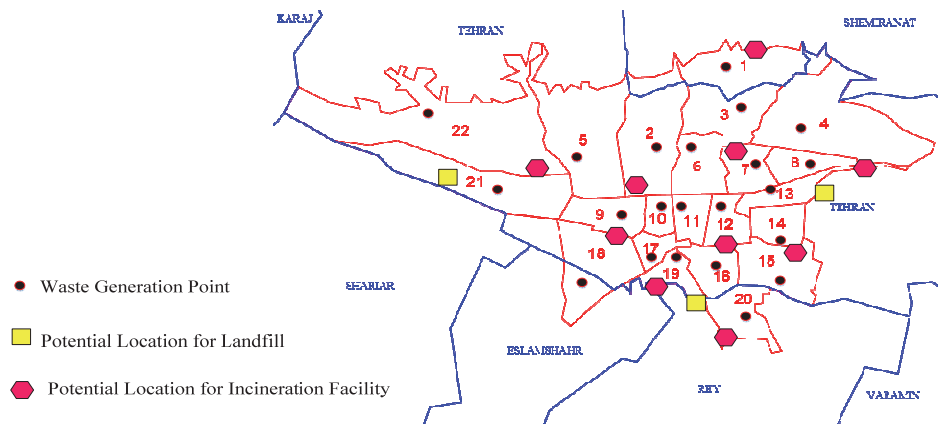 KARAJ
TEHRAN
SHEMIRANAT
1
3
4
22
5
2
6
7
8
21
13
TEHRAN
9
10
11
12
14
18
17
15
19
16
SHARIAR
20
ESLAMSHAHR
REY
VARAMIN
Waste Generation Point
Potential Location for Landfill
Potential Location for Incineration Facility